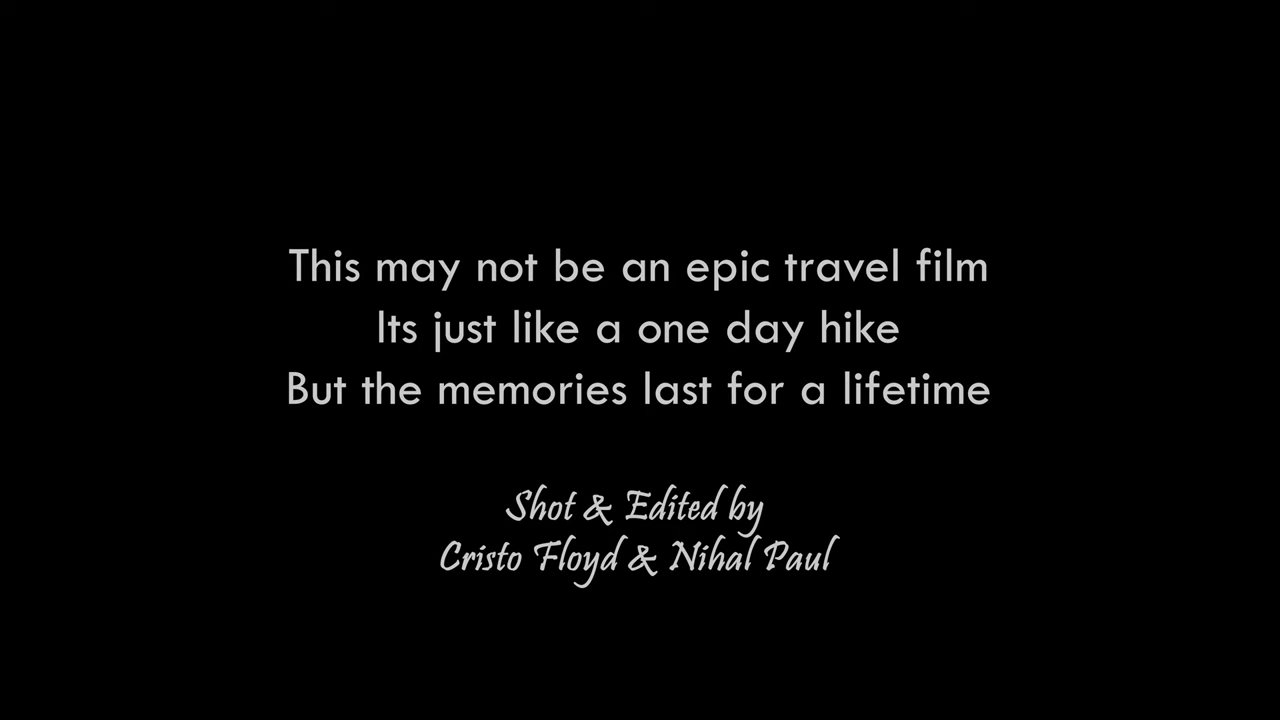 This may not be an epic travel film
Its just like a one day hike
But the memories last for a lifetime
Shot & Edited by
Cristo Floyd & Nihal Paul